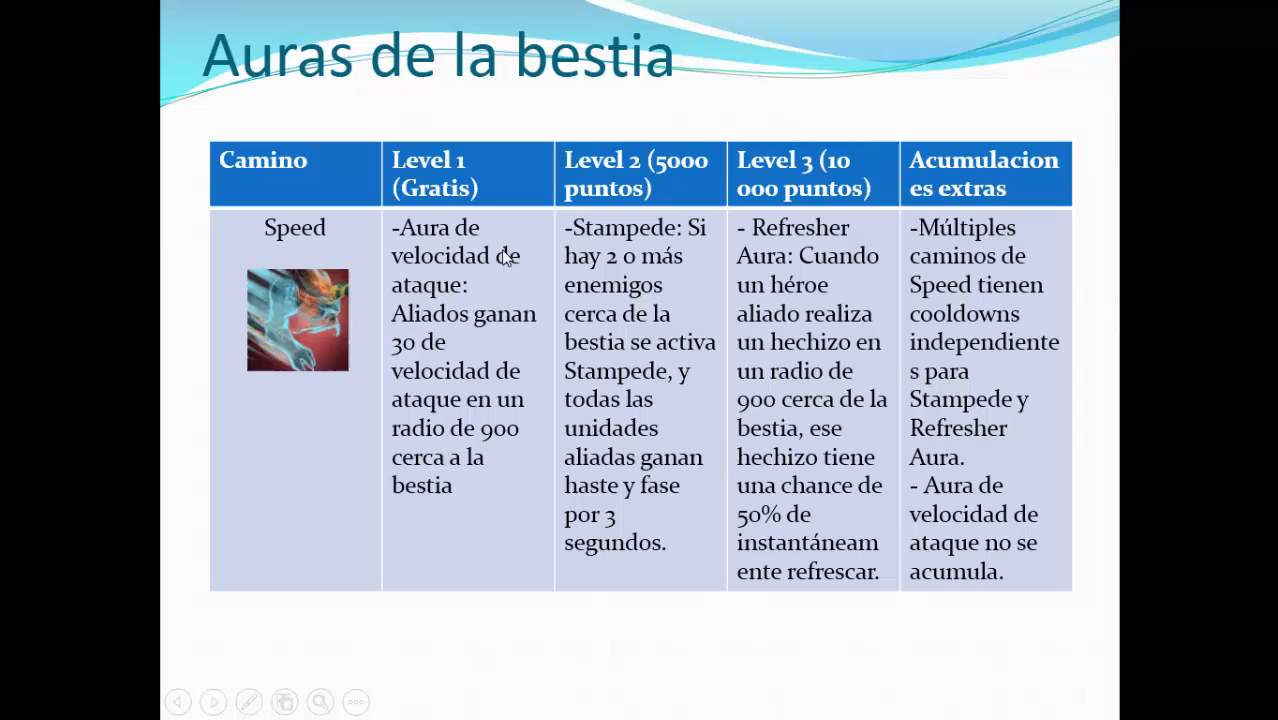 Auras de la bestia
Camino
Level 1
(Gratis)
Level 2 (5000
puntos)
Level 3 (10
000 puntos)
Acumulacion
es extras
Speed
-Aura de
velocidad de
ataque:
Aliados ganan
30 de
velocidad de
ataque en un
radio de 900
cerca a la
bestia
-Stampede: Si
hay 2 o más
enemigos
cerca de la
bestia se activa
Stampede, y
todas las
unidades
aliadas ganan
haste y fase
por 3
segundos.
- Refresher
Aura: Cuando
un héroe
aliado realiza
un hechizo en
un radio de
900 cerca de la
bestia, ese
hechizo tiene
una chance de
50% de
instantáneam
ente refrescar.
-Múltiples
caminos de
Speed tienen
cooldowns
independiente
s para
Stampede y
Refresher
Aura.
- Aura de
velocidad de
ataque no se
acumula.